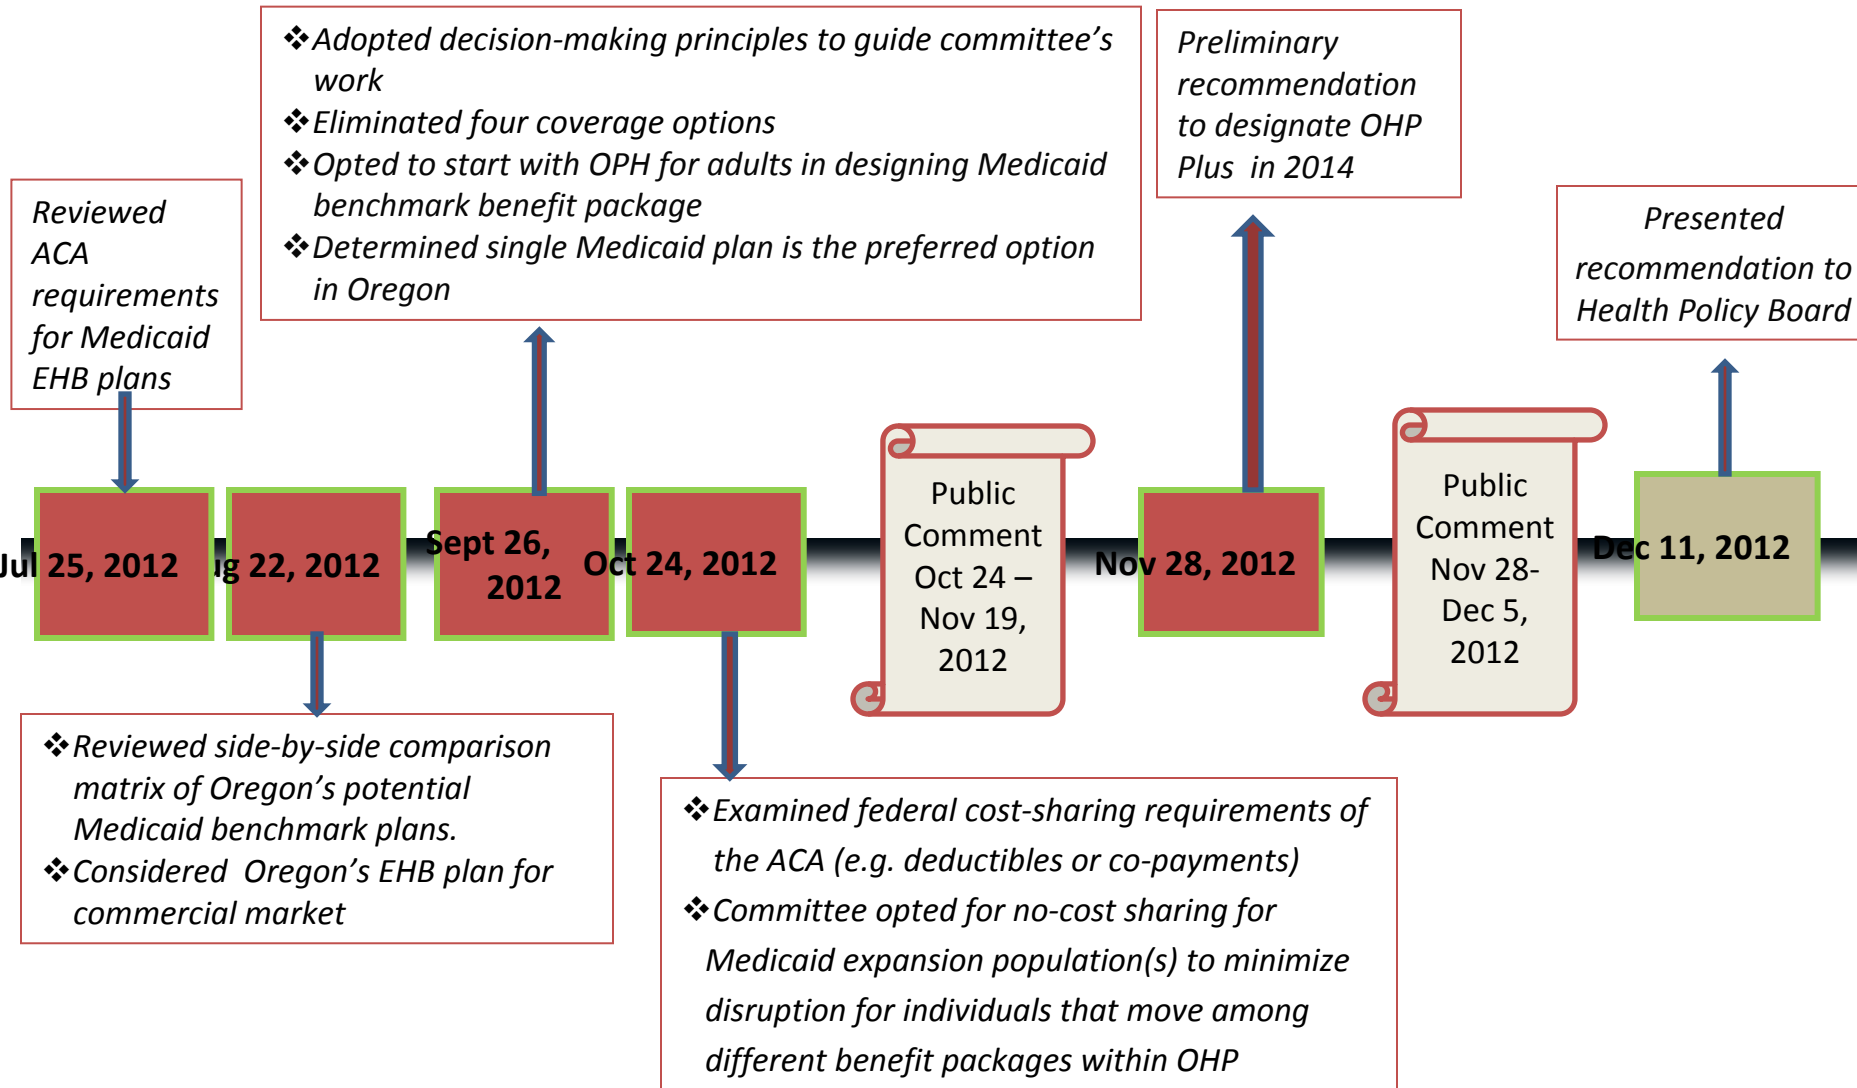 ❖Adopted decision-making principles to guide committee’s
work
❖Eliminated four coverage options
❖Opted to start with OPH for adults in designing Medicaid
benchmark benefit package
❖Determined single Medicaid plan is the preferred option
in Oregon
Preliminary
recommendation
to designate OHP
Plus in 2014
Reviewed
ACA
requirements
for Medicaid
EHB plans
Presented
recommendation to
Health Policy Board
Jul 25, 2012
ug 22, 2012
Sept 26,
2012
Oct 24, 2012
Public
Comment
Oct 24 –
Nov 19,
2012
Nov 28, 2012
Public
Comment
Nov 28-
Dec 5,
2012
Dec 11, 2012
❖Reviewed side-by-side comparison
matrix of Oregon’s potential
Medicaid benchmark plans.
❖Considered Oregon’s EHB plan for
commercial market
❖Examined federal cost-sharing requirements of
the ACA (e.g. deductibles or co-payments)
❖Committee opted for no-cost sharing for
Medicaid expansion population(s) to minimize
disruption for individuals that move among
different benefit packages within OHP